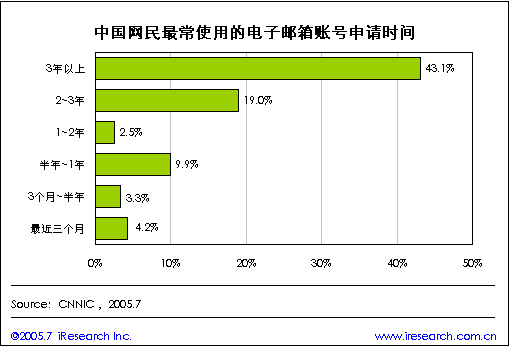 中国网民最常使用的电子邮箱账号申请时间
3年以上
43.1%
2~3年
19.0%
1~2年
2.5%
半年~1年
9.9%
3个月~半年
3.3%
最近三个月
4.2%
0% 10% 20% 30% 40% 50%
Source: CNNIC , 2005.7
©2005.7 iResearch Inc. www.iresearch.com.cn